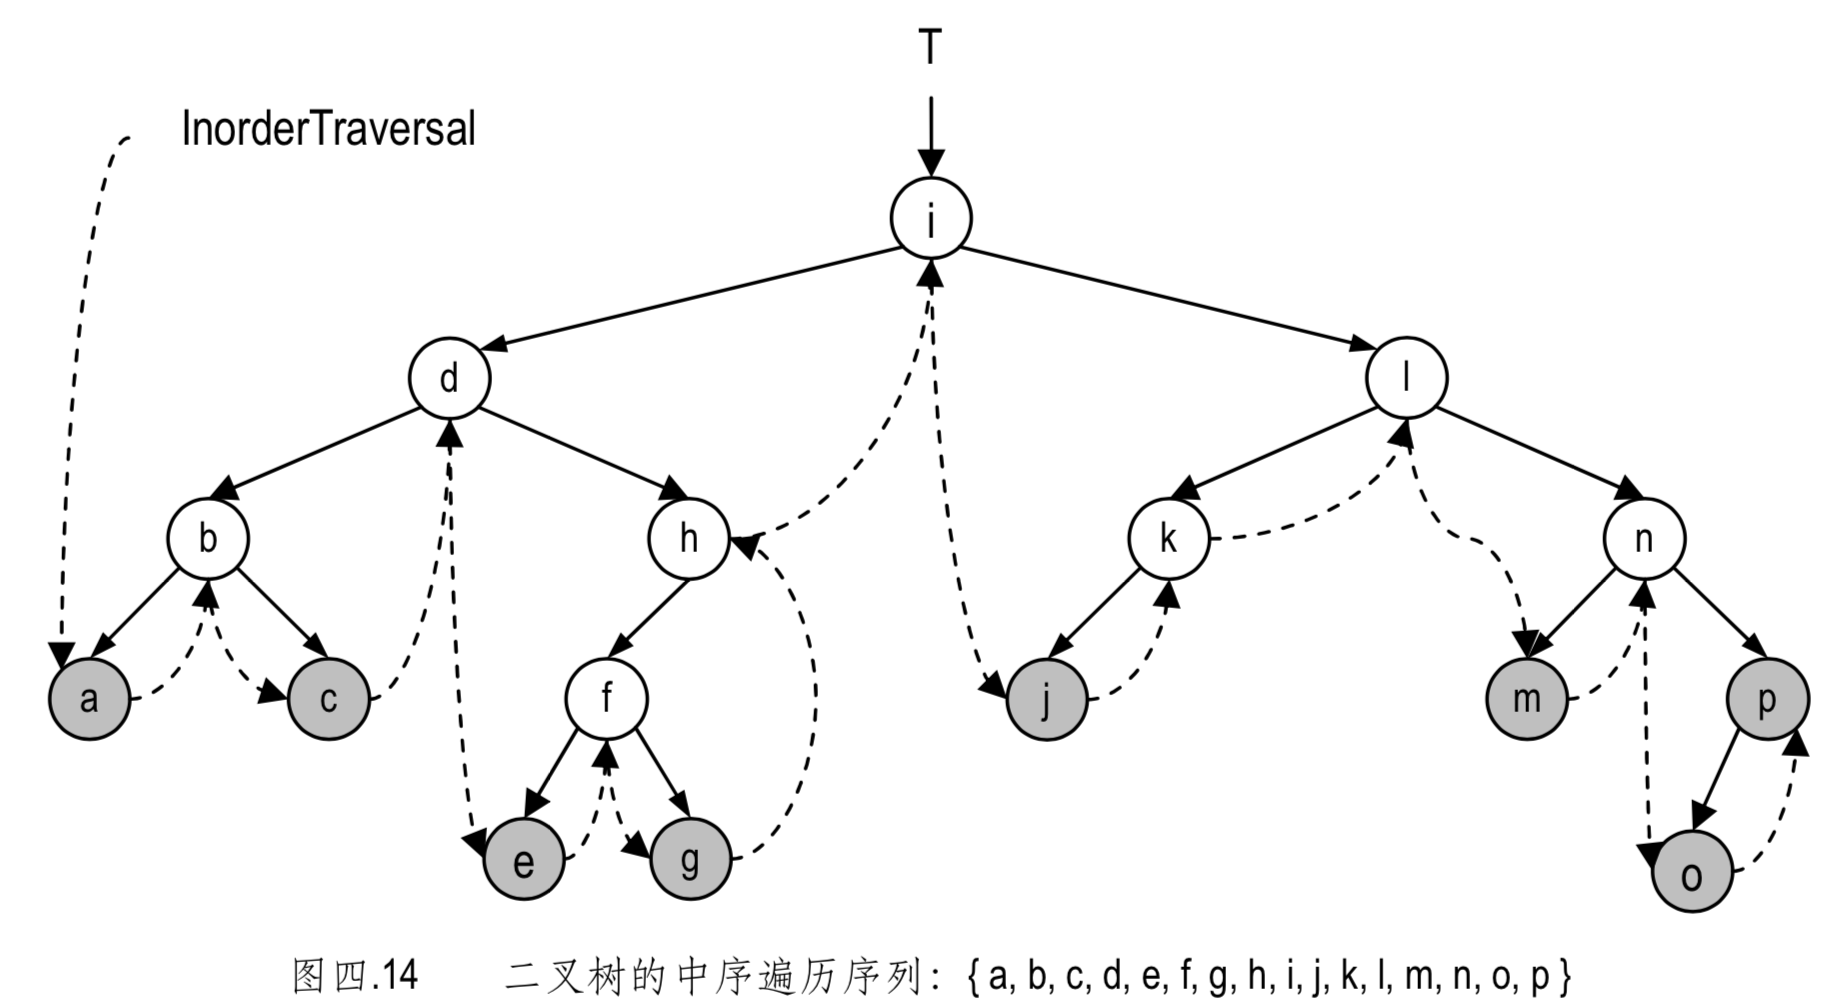 T
InorderTraversal
i
d
l
b
h
k
n
a
c
f
j
m
p
e
g
o
图四.14 二叉树的中序遍历序列：{ a, b, c, d, e, f, g, h, i, j, k, l, m, n, o, p }